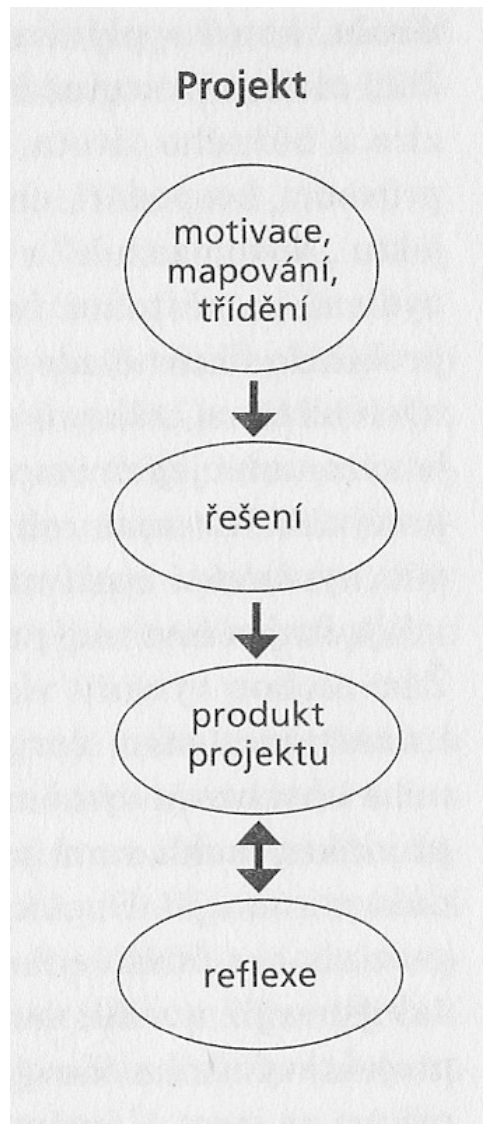 Projekt
motivace,
mapování,
třídění
řešení
produkt
projektu
reflexe